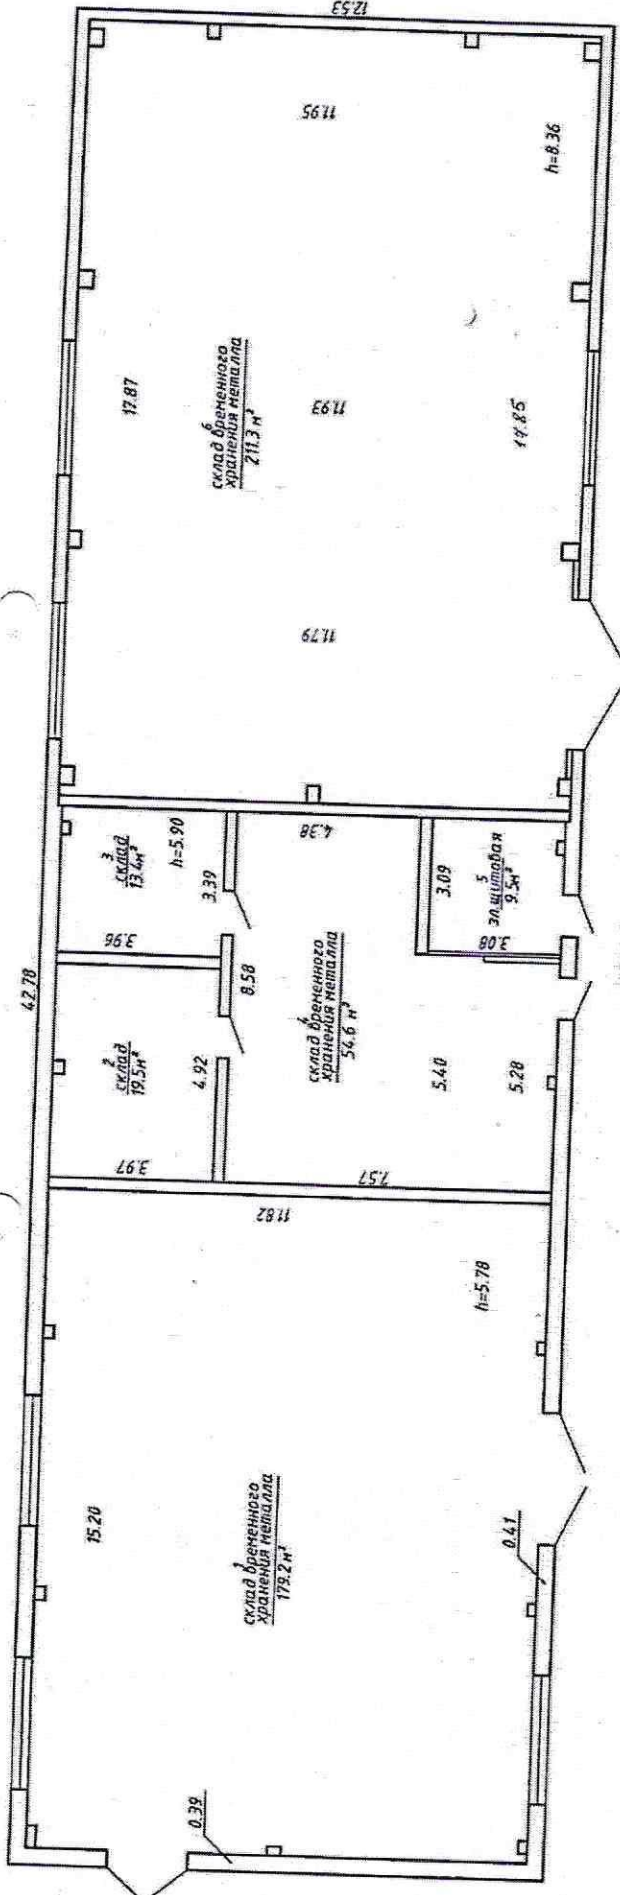 12.53
11.95
h=8.36
17.87
6
склад временного
хранения металла
211.3 м²
11.93
17.85
11.79
3
склад
13.4м²
h=5.90
3.39
4.38
3.09
5
эл.щитовая
9.5м²
3.96
3.08
42.78
8.58
2
склад
19.5м²
4.92
4
склад временного
хранения металла
54.6 м²
5.40
5.28
3.97
7.57
11.82
h=5.78
15.20
1
склад временного
хранения металла
179.2 м²
0.41
0.39